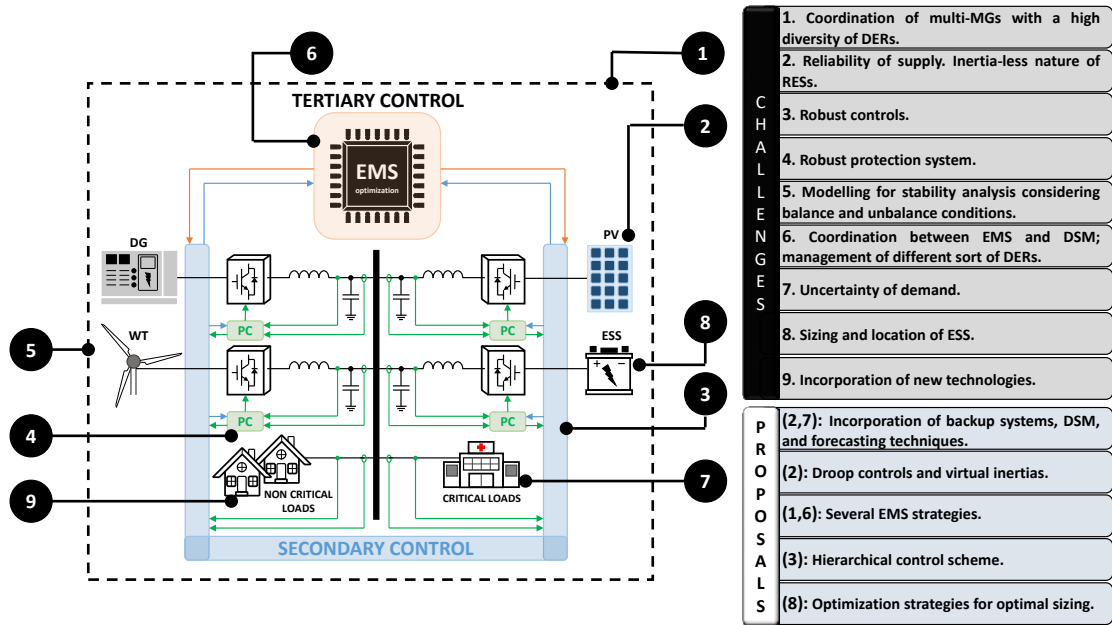 6
1
TERTIARY CONTROL
2
EMS
optimization
DG
PV
PC
PC
5
WT
ESS
8
3
4
PC
PC
9
NON CRITICAL
LOADS
CRITICAL LOADS
7
SECONDARY CONTROL
CHALLENGES
1. Coordination of multi-MGs with a high
diversity of DERs.
2. Reliability of supply. Inertia-less nature of
RESs.
3. Robust controls.
4. Robust protection system.
5. Modelling for stability analysis considering
balance and unbalance conditions.
6. Coordination between EMS and DSM;
management of different sort of DERs.
7. Uncertainty of demand.
8. Sizing and location of ESS.
9. Incorporation of new technologies.
PROPOSALS
(2,7): Incorporation of backup systems, DSM,
and forecasting techniques.
(2): Droop controls and virtual inertias.
(1,6): Several EMS strategies.
(3): Hierarchical control scheme.
(8): Optimization strategies for optimal sizing.